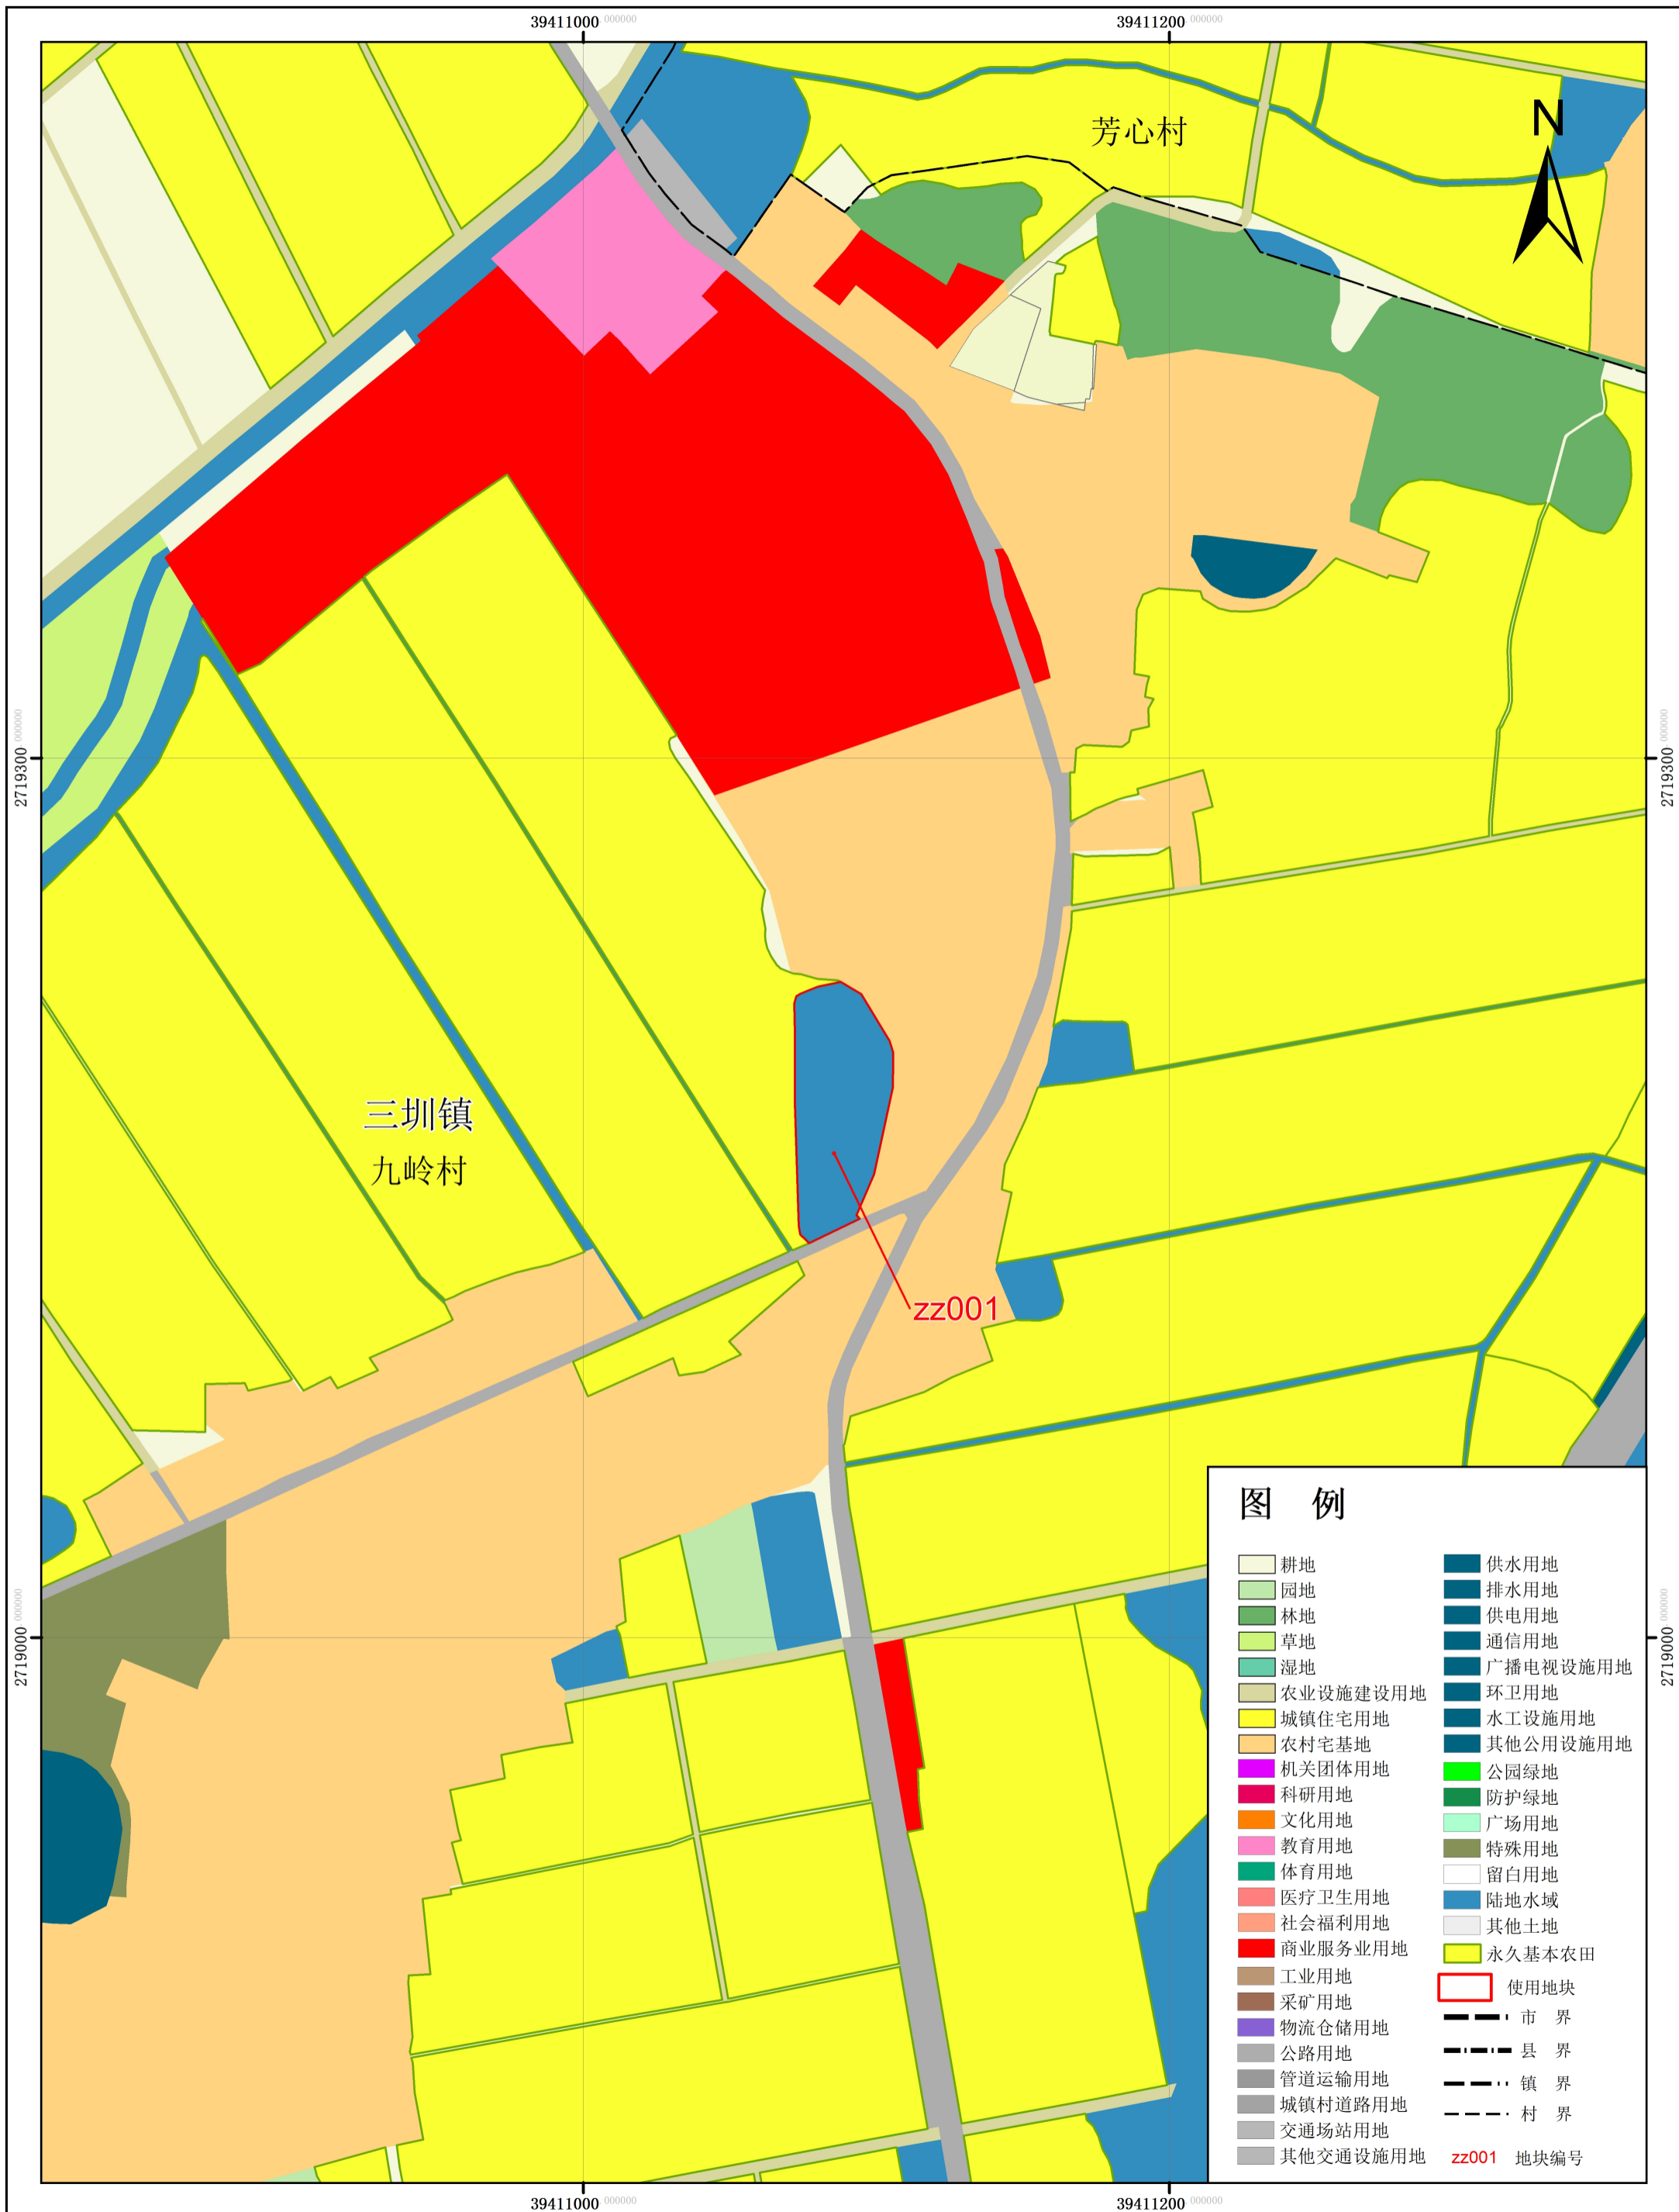 39411000 000000
39411200 000000
芳心村
N
2719300 000000
2719300 000000
三圳镇
九岭村
zz001
2719000 000000
2719000 000000
图 例
耕地
园地
林地
草地
湿地
农业设施建设用地
城镇住宅用地
农村宅基地
机关团体用地
科研用地
文化用地
教育用地
体育用地
医疗卫生用地
社会福利用地
商业服务业用地
工业用地
采矿用地
物流仓储用地
公路用地
管道运输用地
城镇村道路用地
交通场站用地
其他交通设施用地
供水用地
排水用地
供电用地
通信用地
广播电视设施用地
环卫用地
水工设施用地
其他公用设施用地
公园绿地
防护绿地
广场用地
特殊用地
留白用地
陆地水域
其他土地
永久基本农田
使用地块
市 界
县 界
镇 界
村 界
zz001 地块编号
39411000 000000
39411200 000000